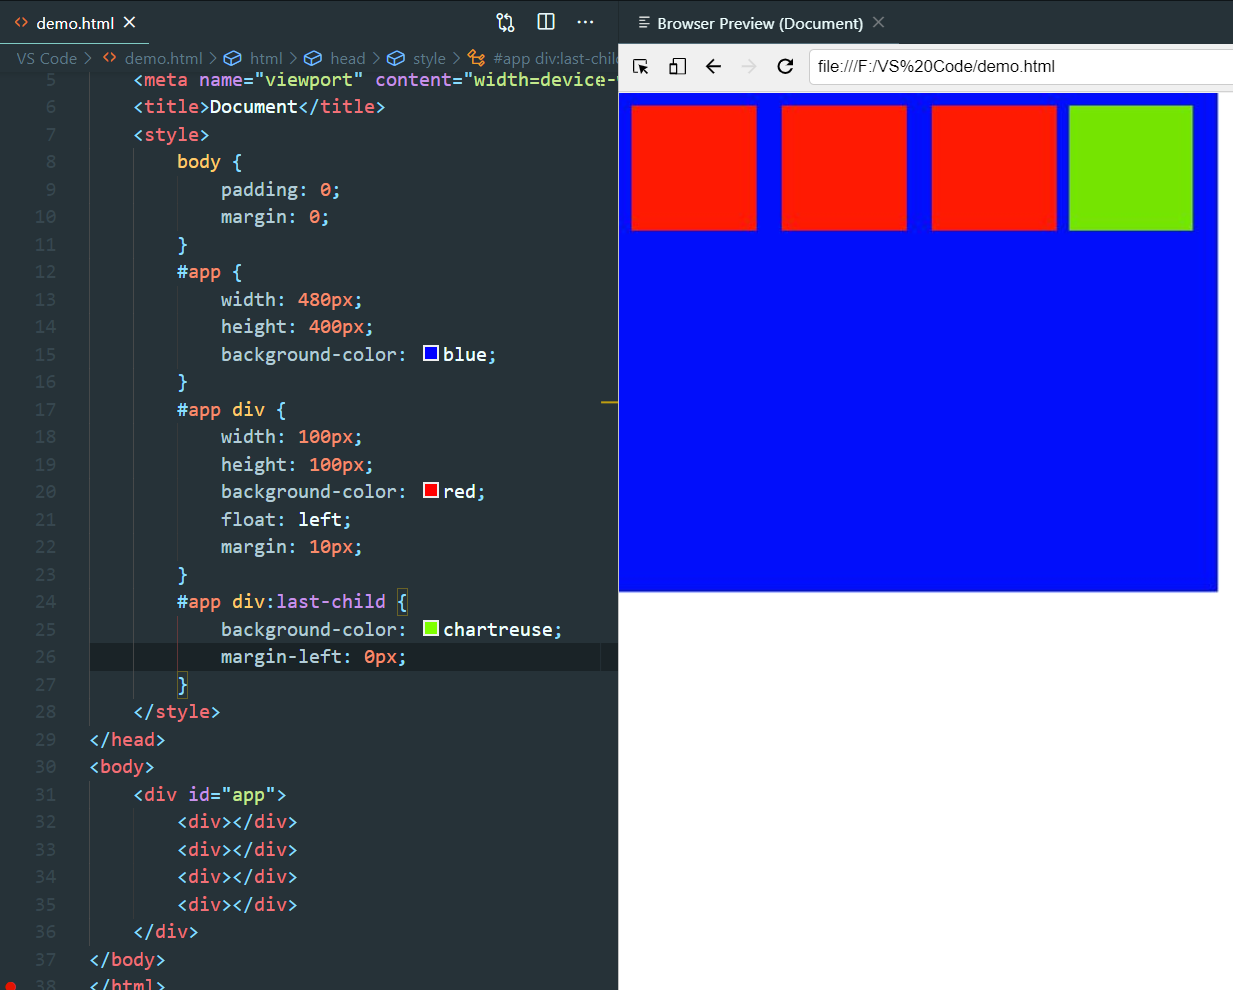 demo.html
VS Code > demo.html > html > head > style > #app div:last-chil
5 <meta name="viewport" content="width=device-
6 <title>Document</title>
7 <style>
8 body {
9 padding: 0;
10 margin: 0;
11 }
12 #app {
13 width: 480px;
14 height: 400px;
15 background-color: blue;
16 }
17 #app div {
18 width: 100px;
19 height: 100px;
20 background-color: red;
21 float: left;
22 margin: 10px;
23 }
24 #app div:last-child {
25 background-color: chartreuse;
26 margin-left: 0px;
27 }
28 </style>
29 </head>
30 <body>
31 <div id="app">
32 <div></div>
33 <div></div>
34 <div></div>
35 <div></div>
36 </div>
37 </body>
38 </html>
Browser Preview (Document)
file:///F:/VS%20Code/demo.html